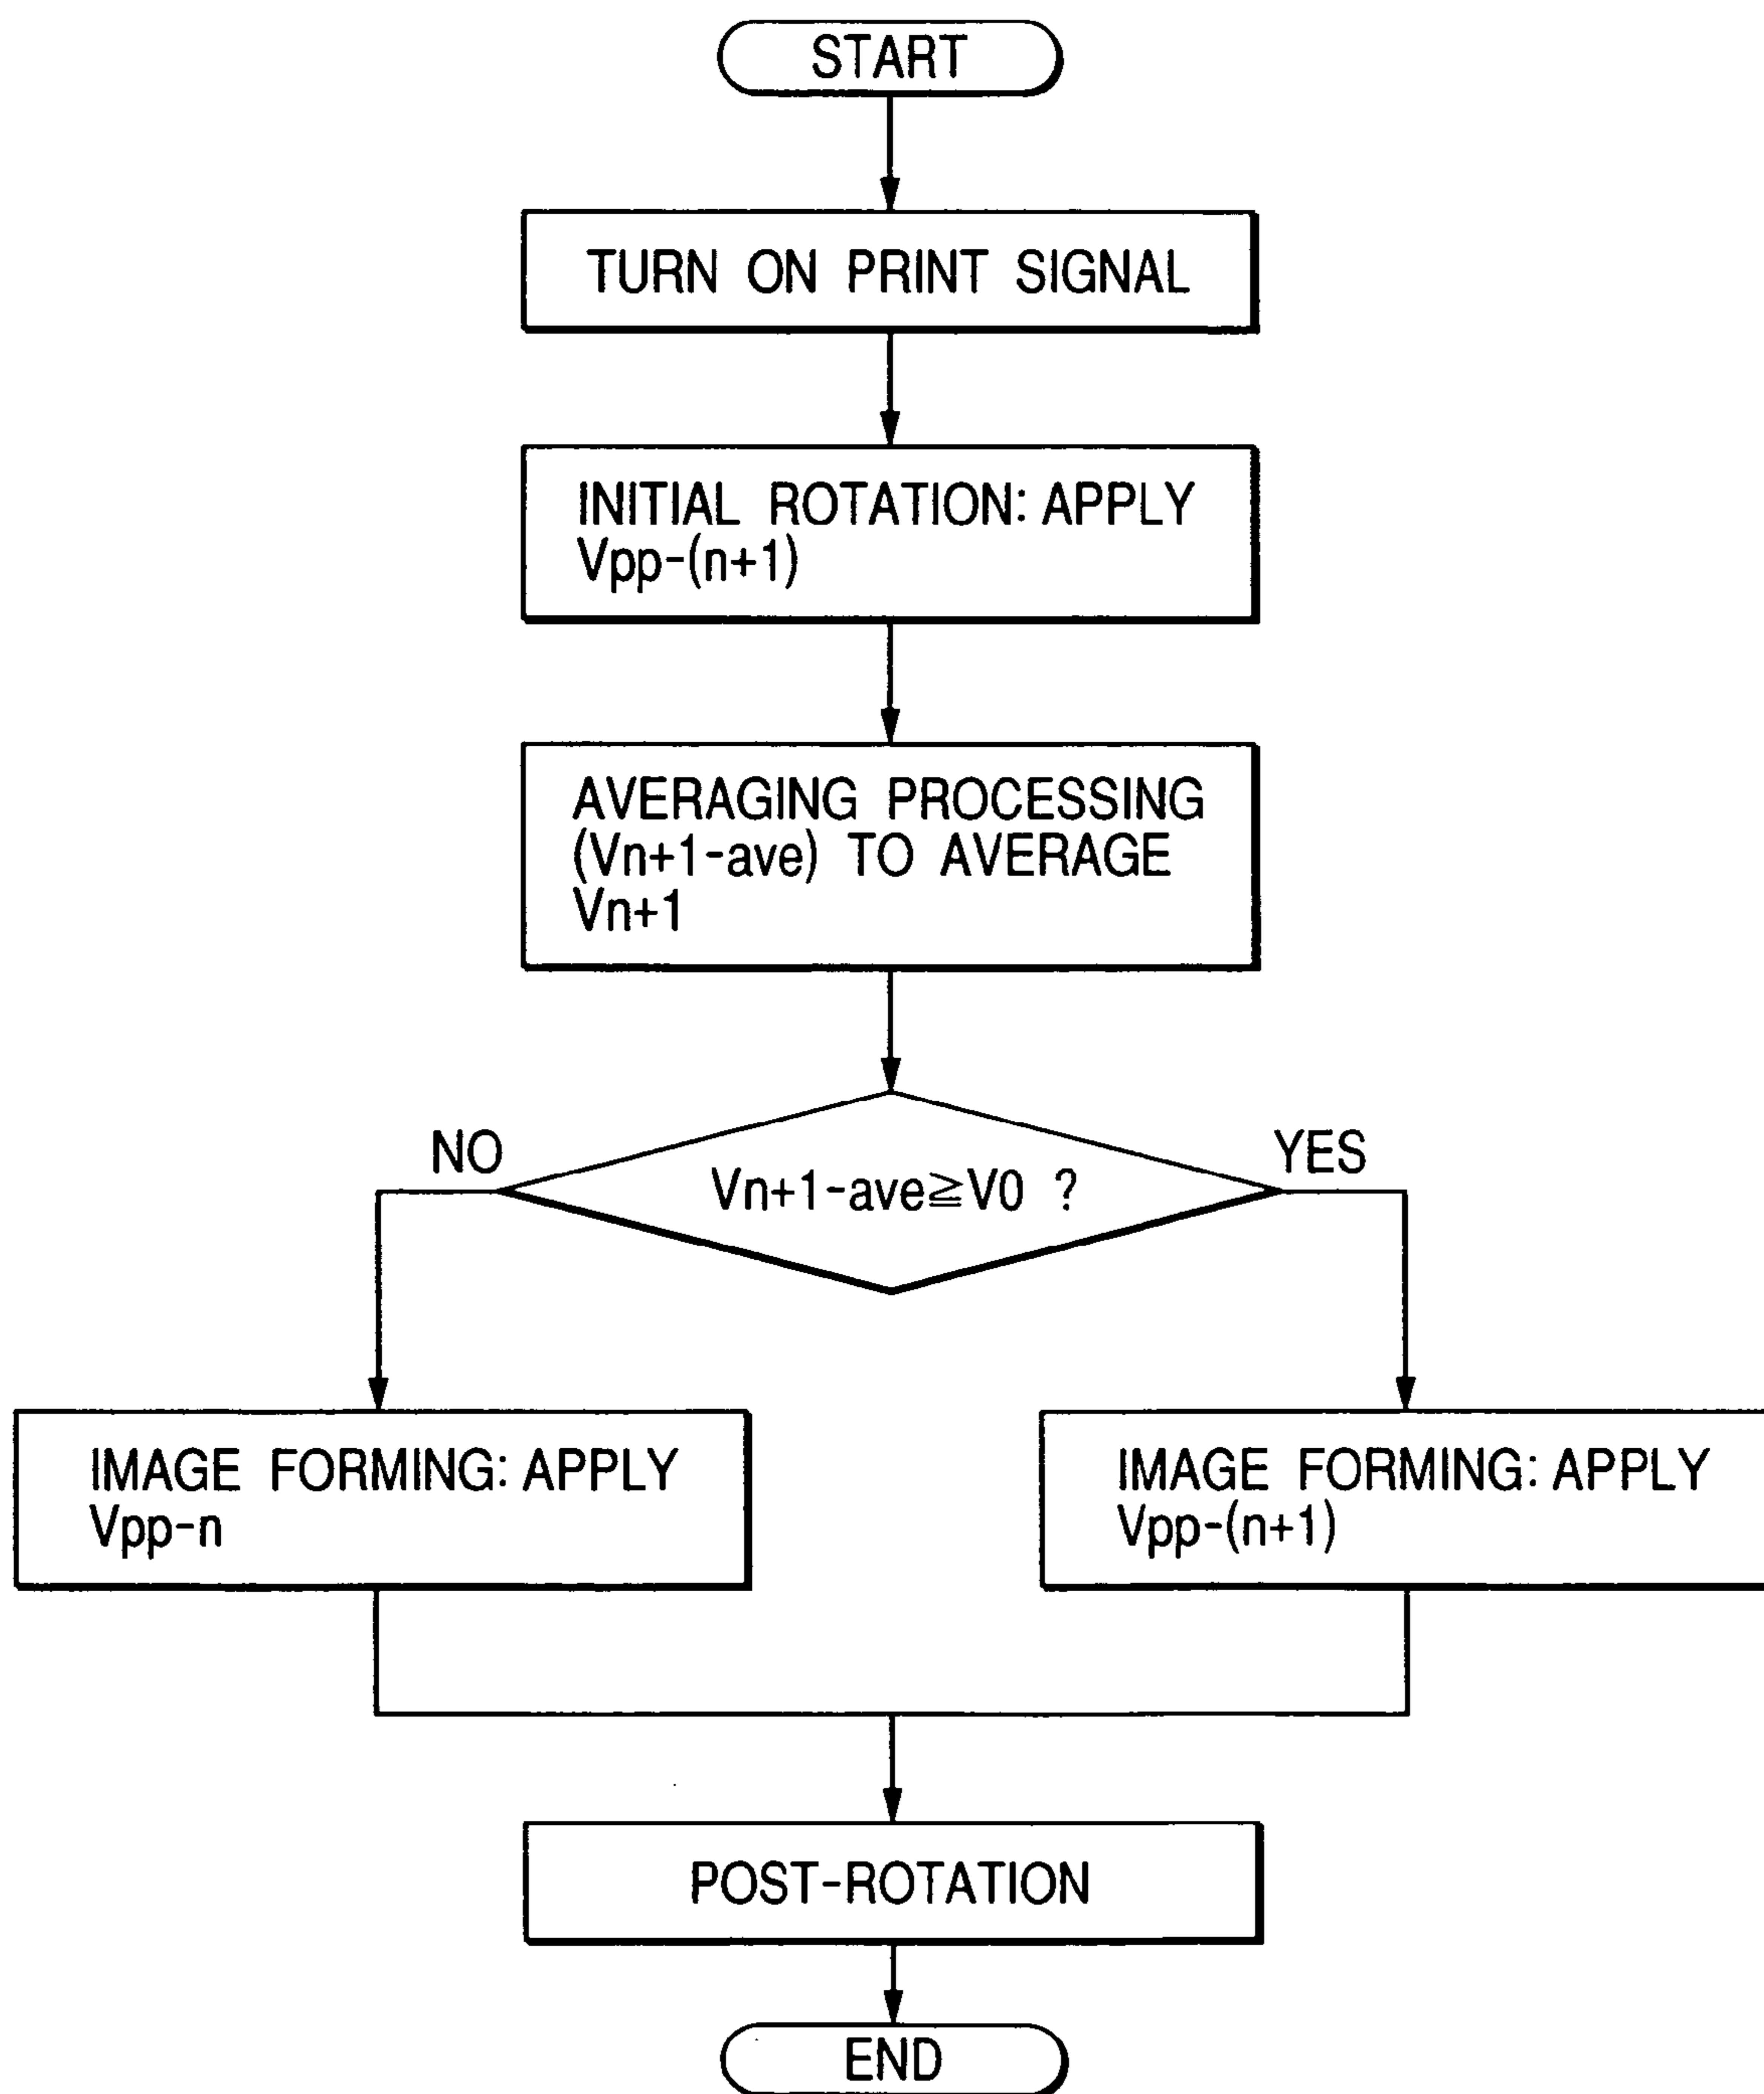 START
TURN ON PRINT SIGNAL
INITIAL ROTATION: APPLY
Vpp-(n+1)
AVERAGING PROCESSING
(Vn+1-ave) TO AVERAGE
Vn+1
NO
YES
Vn+1-ave≧V0 ?
IMAGE FORMING: APPLY
Vpp-n
IMAGE FORMING: APPLY
Vpp-(n+1)
POST-ROTATION
END